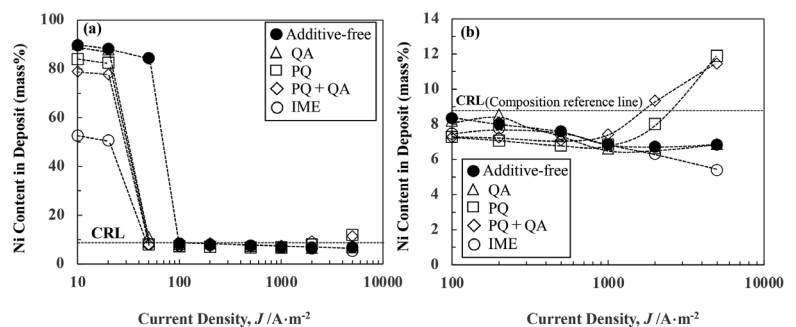 (a)
Ni Content in Deposit (mass%)
100
80
60
40
20
0
Additive-free
QA
PQ
PQ + QA
IME
CRL
10
100
1000
10000
Current Density, J /A·m-2
(b)
Ni Content in Deposit (mass%)
14
12
10
8
6
4
2
0
CRL(Composition reference line)
Additive-free
QA
PQ
PQ + QA
IME
100
1000
10000
Current Density, J /A·m-2